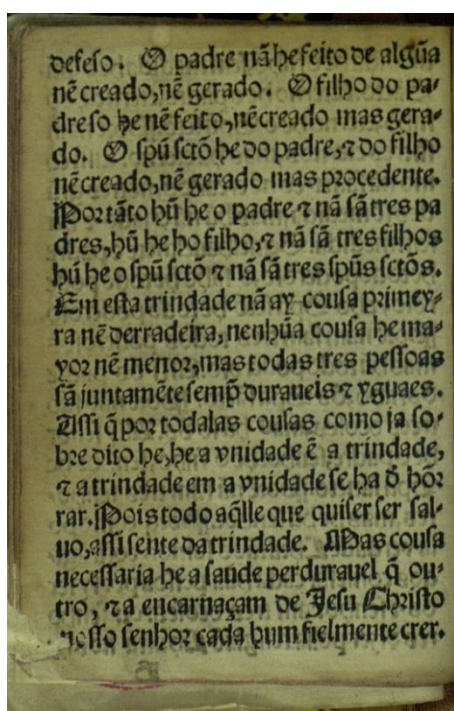 defeso. O padre nã he feito de algũa
nẽ creado, nẽ gerado. O filho do pa-
dre so he nẽ feito, nẽ creado mas gera-
do. O spũ sctõ he do padre, ⁊ do filho
nẽ creado, nẽ gerado mas procedente.
Por tãto hũ he o padre ⁊ nã sã tres pa
dres, hũ he ho filho, ⁊ nã sã tres filhos
hũ he o spũ sctõ ⁊ nã sã tres spũs sctõs.
Em esta trindade nã ay cousa primey-
ra nẽ derradeira, nenhũa cousa he ma-
yor nẽ menor, mas todas tres pessoas
sã juntamẽte semp̃ duraueis ⁊ yguaes.
Assi q̃ por todalas cousas como ja so-
bre dito he, he a vnidade ẽ a trindade,
⁊ a trindade em a vnidade se ha d̃ hõr
rar. Pois todo aq̃lle que quiser ser sal-
uo, assi sente da trindade. Mas cousa
necessaria he a saude perdurauel q̃ ou-
tro, ⁊ a encarnaçam de Jesu Christo
nosso senhor cada hum fielmente crer.